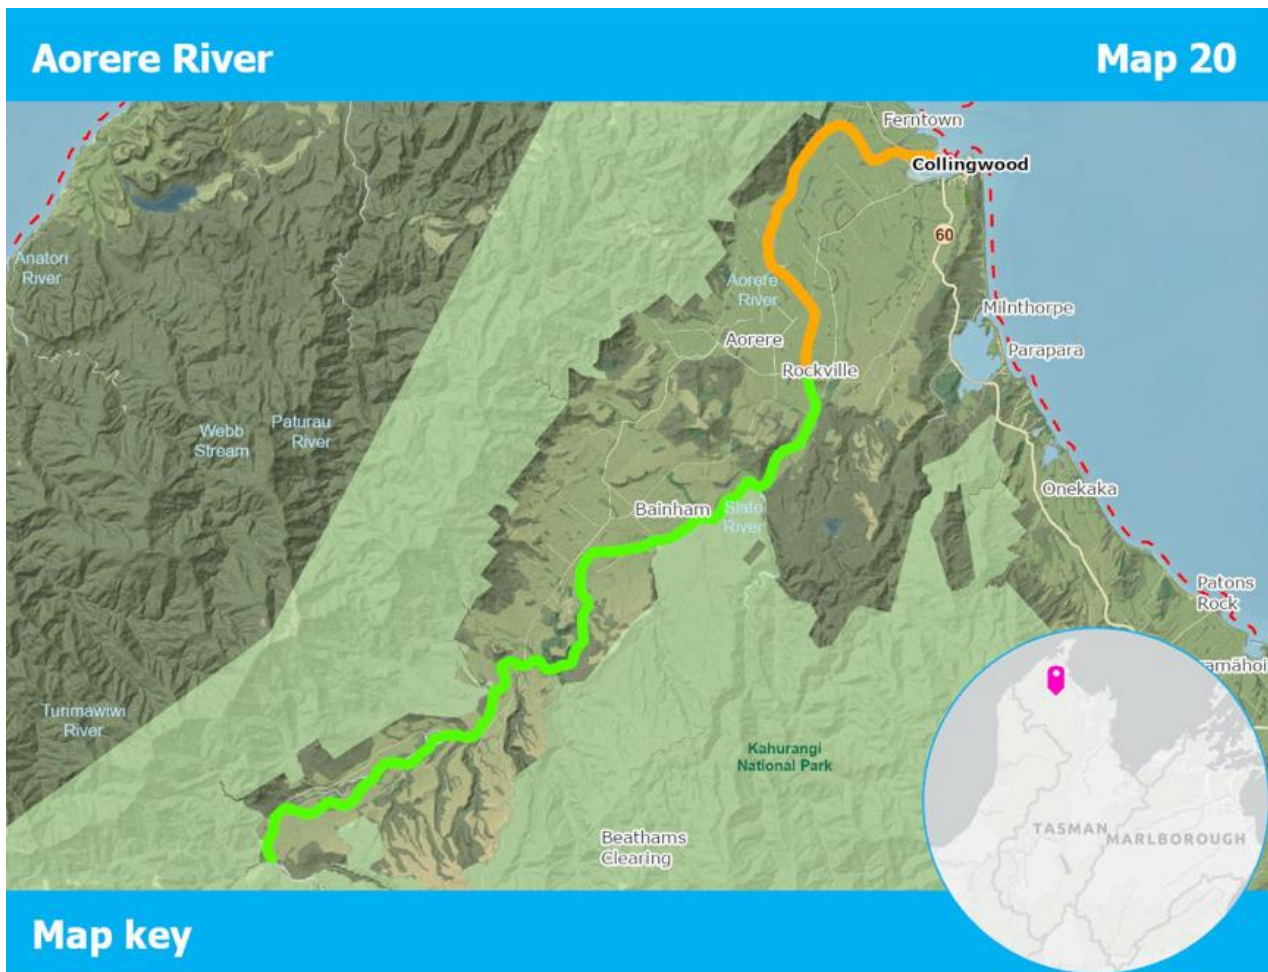 Aorere River
Map 20
Ferntown
Collingwood
60
Anatori
River
Aorere
River
Milnthorpe
Aorere
Parapara
Rockville
Paturau
River
Webb
Stream
Onekaka
Bainham
Slate
River
Patons
Rock
amāhoi
Turimawiwi
River
Kahurangi
National Park
Beathams
Clearing
TASMAN
MARLBOROUGH
Map key